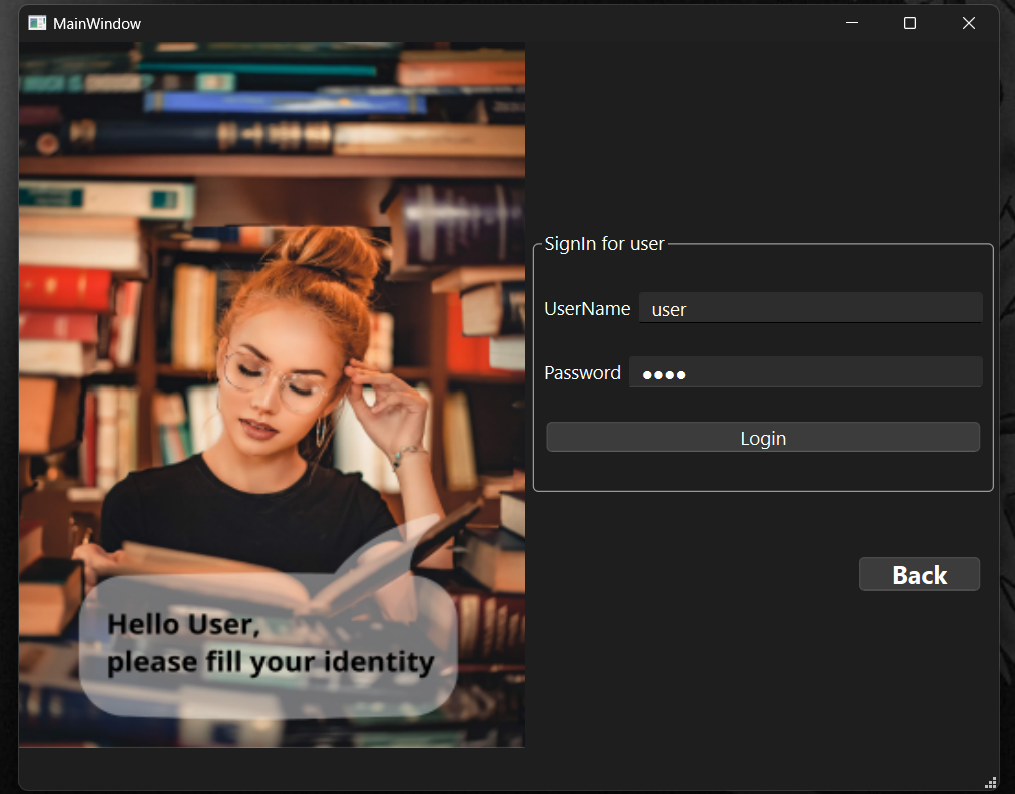 MainWindow
SignIn for user
UserName user
Password ●●●●
Login
Back
Hello User,
please fill your identity